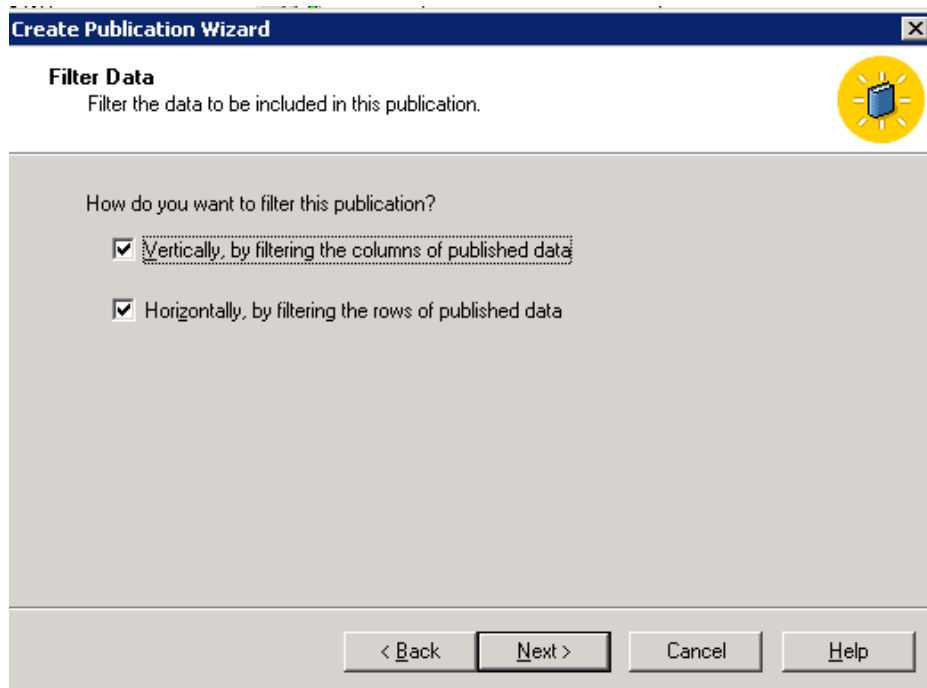 Create Publication Wizard
Filter Data
Filter the data to be included in this publication.
How do you want to filter this publication?
Vertically, by filtering the columns of published data
Horizontally, by filtering the rows of published data
< Back
Next >
Cancel
Help